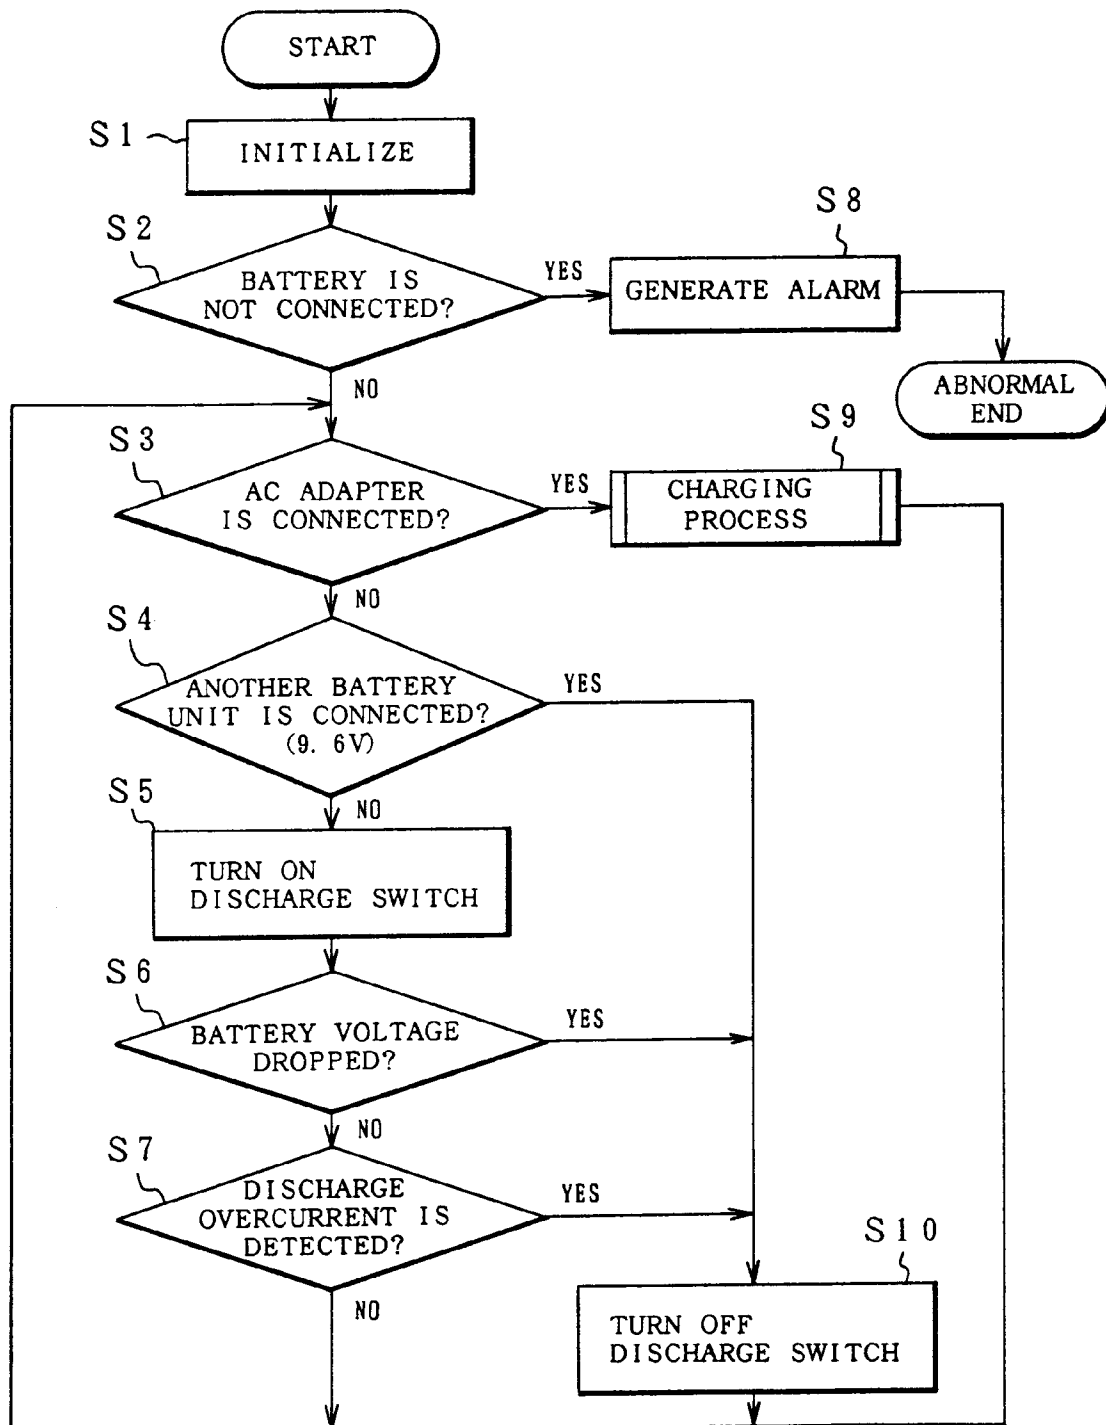 START
S1
INITIALIZE
S2
BATTERY IS
NOT CONNECTED?
YES
S8
GENERATE ALARM
NO
ABNORMAL
END
S3
AC ADAPTER
IS CONNECTED?
YES
S9
CHARGING
PROCESS
NO
S4
ANOTHER BATTERY
UNIT IS CONNECTED?
(9. 6V)
YES
NO
S5
TURN ON
DISCHARGE SWITCH
S6
BATTERY VOLTAGE
DROPPED?
YES
NO
S7
DISCHARGE
OVERCURRENT IS
DETECTED?
YES
NO
S10
TURN OFF
DISCHARGE SWITCH